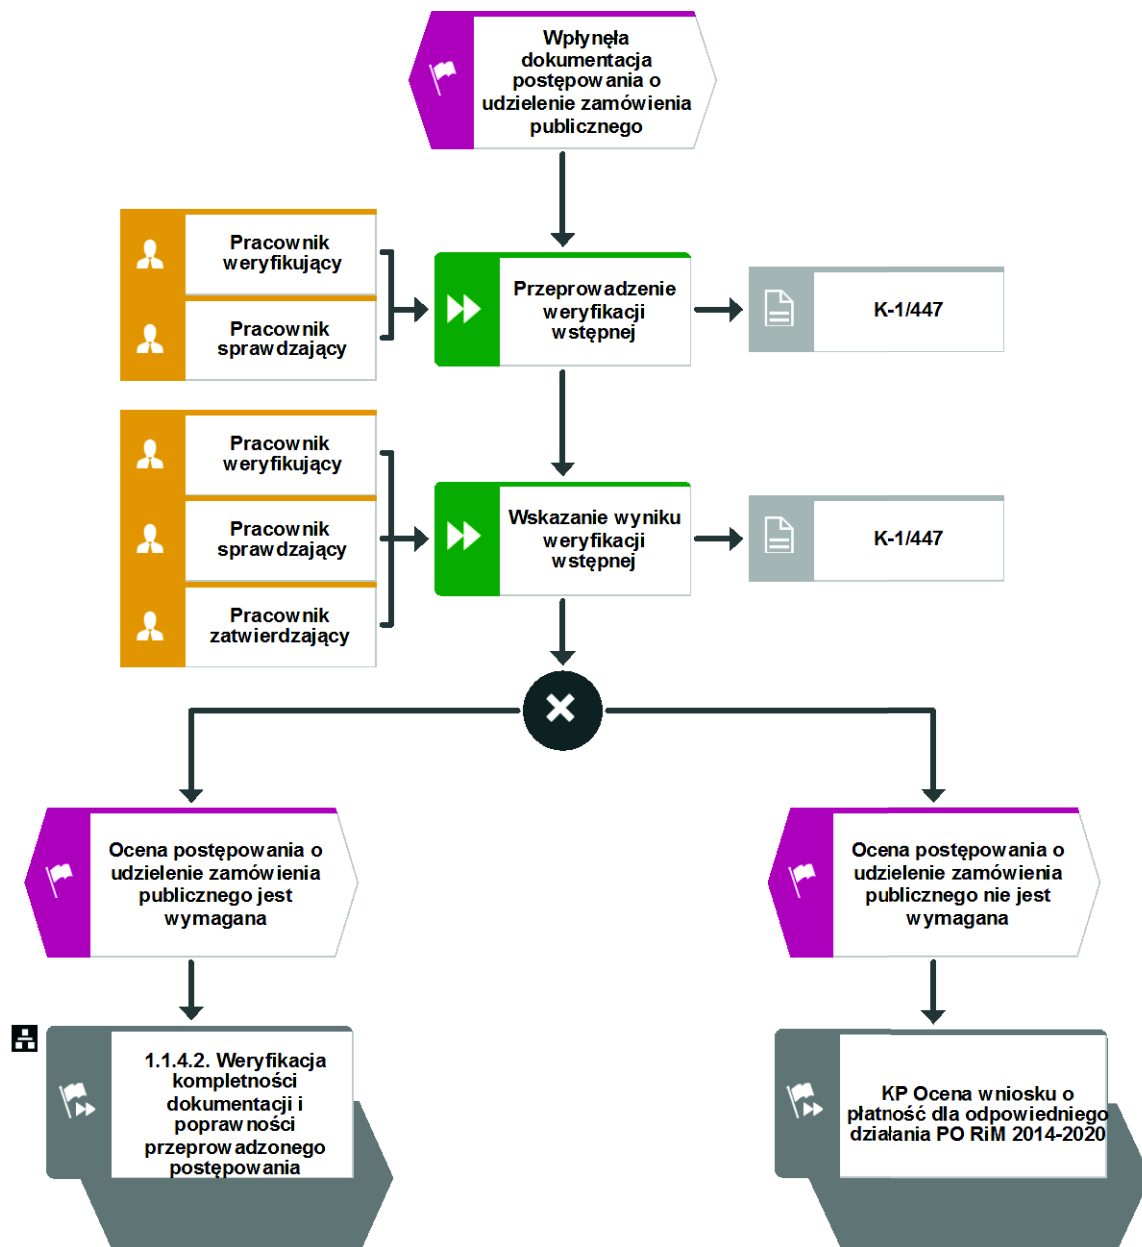 Wpłynęła
dokumentacja
postępowania o
udzielenie zamówienia
publicznego
Pracownik
weryfikujący
Pracownik
sprawdzający
Przeprowadzenie
weryfikacji
wstępnej
K-1/447
Pracownik
weryfikujący
Pracownik
sprawdzający
Pracownik
zatwierdzający
Wskazanie wyniku
weryfikacji
wstępnej
K-1/447
Ocena postępowania o
udzielenie zamówienia
publicznego jest
wymagana
Ocena postępowania o
udzielenie zamówienia
publicznego nie jest
wymagana
1.1.4.2. Weryfikacja
kompletności
dokumentacji i
poprawności
przeprowadzonego
postępowania
KP Ocena wniosku o
płatność dla odpowiedniego
działania PO RiM 2014-2020